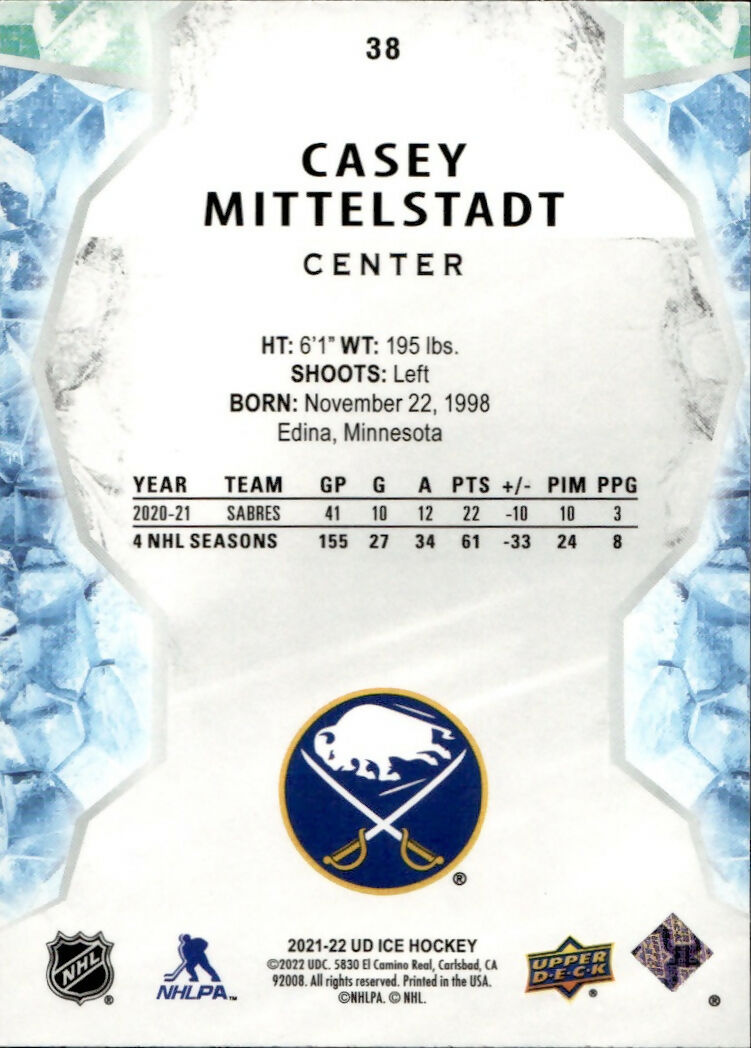 38
CASEY
MITTELSTADT
CENTER
HT: 6'1" WT: 195 lbs.
SHOOTS: Left
BORN: November 22, 1998
Edina, Minnesota
YEAR TEAM GP G A PTS +/- PIM PPG
2020-21 SABRES 41 10 12 22 -10 10 3
4 NHL SEASONS 155 27 34 61 -33 24 8
®
NHL ®
NHLPA™
2021-22 UD ICE HOCKEY
©2022 UDC. 5830 El Camino Real, Carlsbad, CA
92008. All rights reserved. Printed in the USA.
©NHLPA. © NHL.
UPPER
D·E·C·K ®
®